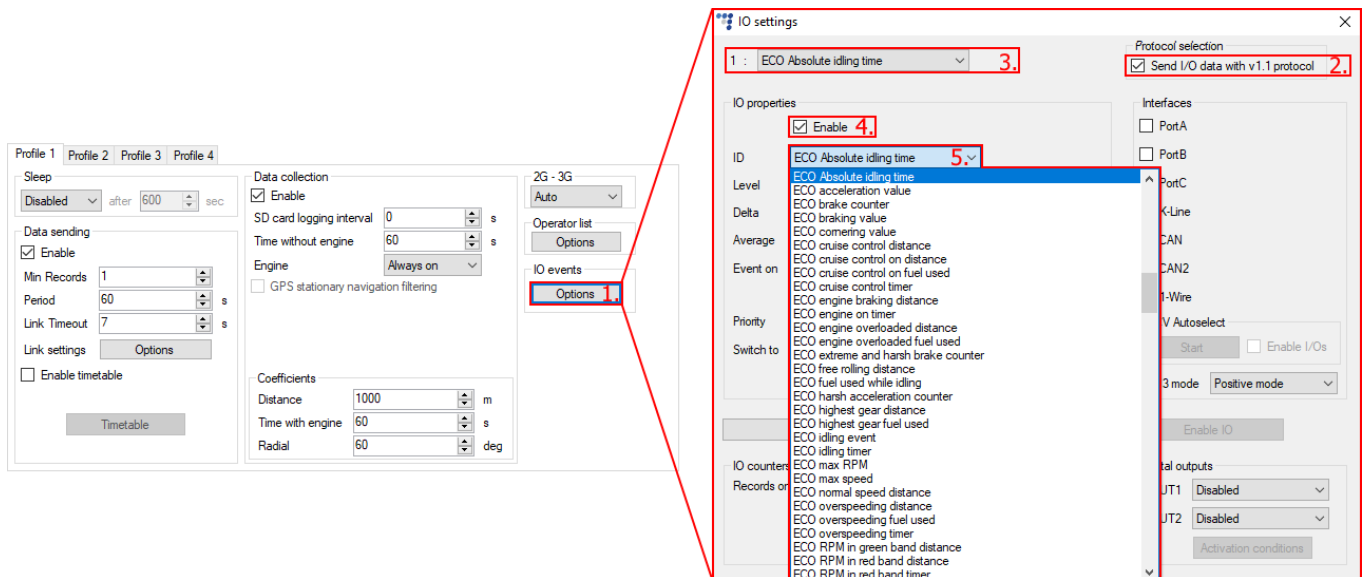 Profile 1 Profile 2 Profile 3 Profile 4
Sleep
Disabled after 600 sec
Data sending
Enable
Min Records 1
Period 60 s
Link Timeout 7 s
Link settings Options
Enable timetable
Timetable
Data collection
Enable
SD card logging interval 0 s
Time without engine 60 s
Engine Always on
GPS stationary navigation filtering
Coefficients
Distance 1000 m
Time with engine 60 s
Radial 60 deg
2G - 3G
Auto
Operator list
Options
IO events
Options 1.
IO settings
1 : ECO Absolute idling time 3.
Protocol selection
Send I/O data with v1.1 protocol 2.
IO properties
Enable 4.
ID ECO Absolute idling time 5.
Level
Delta
Average
Event on
Priority
Switch to
ECO Absolute idling time
ECO acceleration value
ECO brake counter
ECO braking value
ECO cornering value
ECO cruise control distance
ECO cruise control on distance
ECO cruise control on fuel used
ECO cruise control timer
ECO engine braking distance
ECO engine on timer
ECO engine overloaded distance
ECO engine overloaded fuel used
ECO extreme and harsh brake counter
ECO free rolling distance
ECO fuel used while idling
ECO harsh acceleration counter
ECO highest gear distance
ECO highest gear fuel used
ECO idling event
ECO idling timer
ECO max RPM
ECO max speed
ECO normal speed distance
ECO overspeeding distance
ECO overspeeding fuel used
ECO overspeeding timer
ECO RPM in green band distance
ECO RPM in red band distance
ECO RPM in red band timer
IO counters
Records on
Interfaces
PortA
PortB
PortC
K-Line
CAN
CAN2
1-Wire
V Autoselect
Start Enable I/Os
3 mode Positive mode
Enable IO
tal outputs
UT1 Disabled
UT2 Disabled
Activation conditions